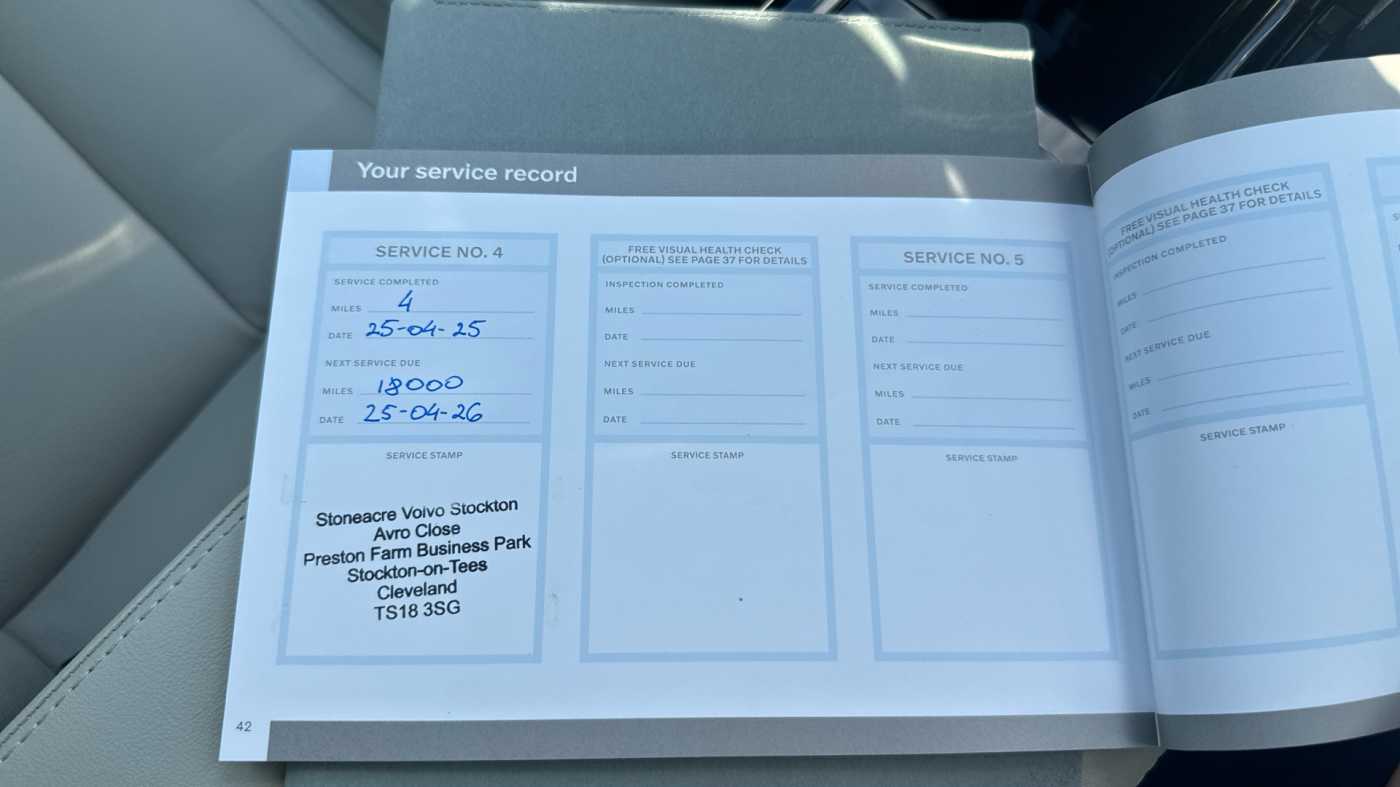 Your service record
SERVICE NO. 4
SERVICE COMPLETED
MILES 4
DATE 25-04-25
NEXT SERVICE DUE
MILES 18000
DATE 25-04-26
SERVICE STAMP
Stoneacre Volvo Stockton
Avro Close
Preston Farm Business Park
Stockton-on-Tees
Cleveland
TS18 3SG
FREE VISUAL HEALTH CHECK
(OPTIONAL) SEE PAGE 37 FOR DETAILS
INSPECTION COMPLETED
MILES
DATE
NEXT SERVICE DUE
MILES
DATE
SERVICE STAMP
SERVICE NO. 5
SERVICE COMPLETED
MILES
DATE
NEXT SERVICE DUE
MILES
DATE
SERVICE STAMP
FREE VISUAL HEALTH CHECK
(OPTIONAL) SEE PAGE 37 FOR DETAILS
INSPECTION COMPLETED
MILES
DATE
NEXT SERVICE DUE
MILES
DATE
SERVICE STAMP
42